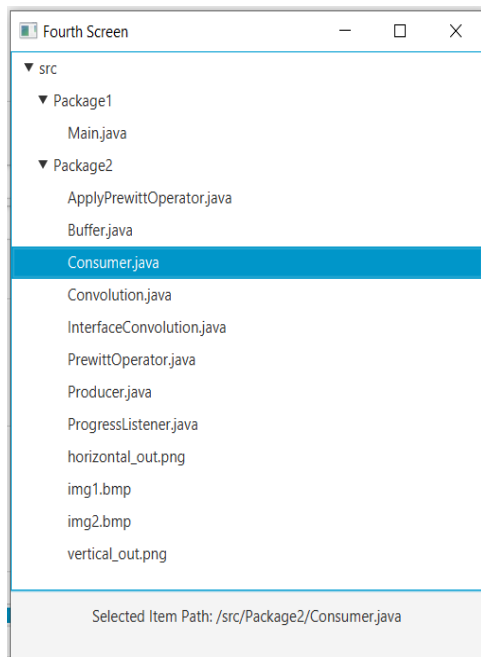 Fourth Screen
src
Package1
Main.java
Package2
ApplyPrewittOperator.java
Buffer.java
Consumer.java
Convolution.java
InterfaceConvolution.java
PrewittOperator.java
Producer.java
ProgressListener.java
horizontal_out.png
img1.bmp
img2.bmp
vertical_out.png
Selected Item Path: /src/Package2/Consumer.java